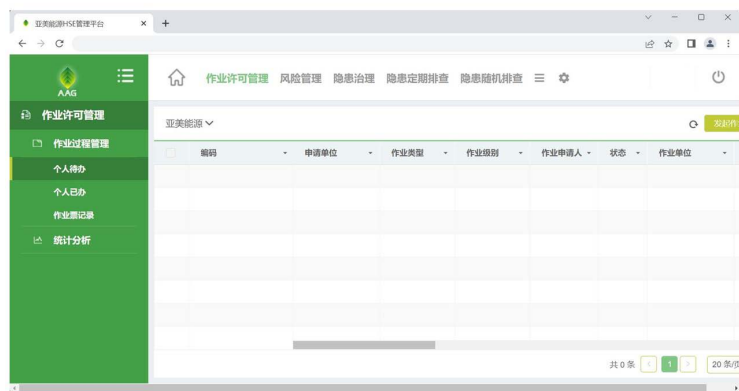 亚美能源HSE管理平台
AAG
作业许可管理 风险管理 隐患治理 隐患定期排查 隐患随机排查
作业许可管理
作业过程管理
个人待办
个人已办
作业票记录
统计分析
亚美能源
发起作
编码 申请单位 作业类型 作业级别 作业申请人 状态 作业单位
共 0 条 1 20 条/页